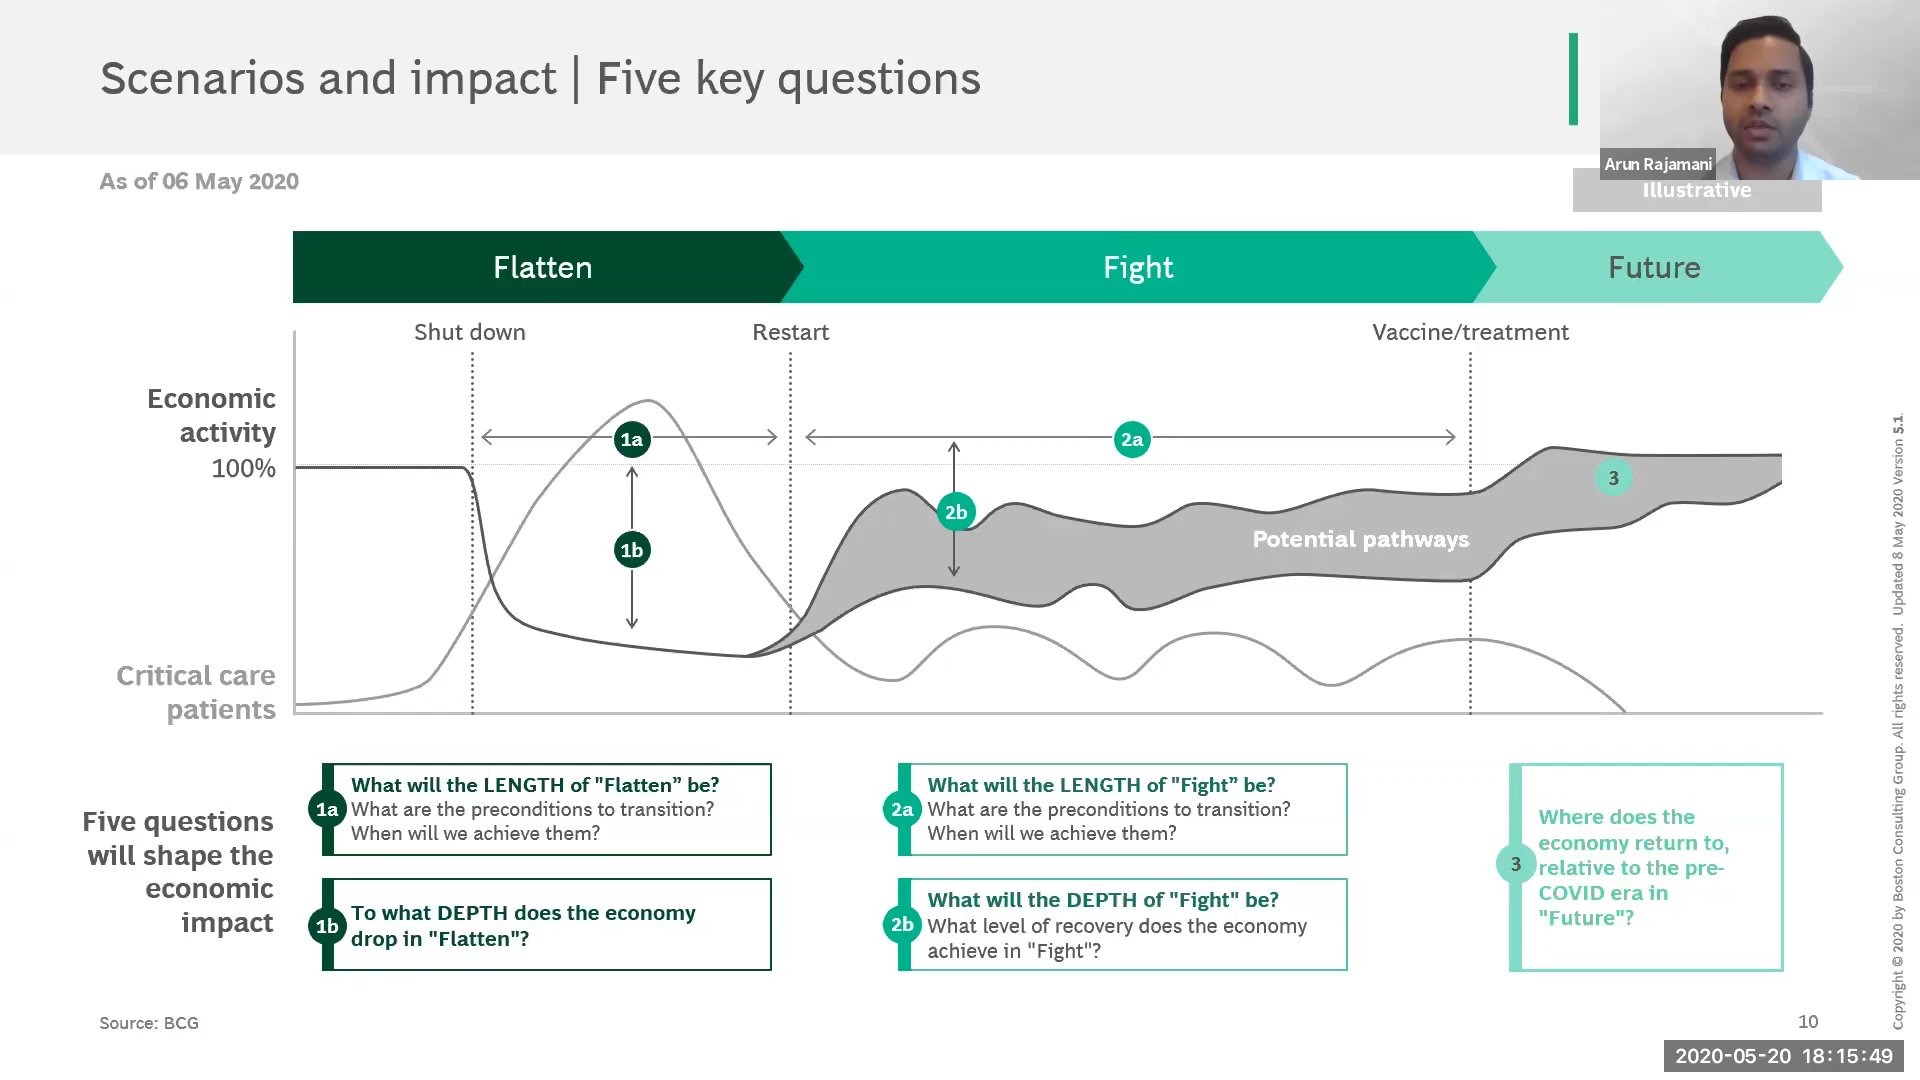 Scenarios and impact | Five key questions
Arun Rajamani
As of 06 May 2020
Illustrative
Flatten
Fight
Future
Shut down
Restart
Vaccine/treatment
Economic
activity
100%
1a
2a
1b
2b
3
Potential pathways
Critical care
patients
Five questions
will shape the
economic
impact
1a
What will the LENGTH of "Flatten” be?
What are the preconditions to transition?
When will we achieve them?
1b
To what DEPTH does the economy
drop in "Flatten"?
2a
What will the LENGTH of "Fight” be?
What are the preconditions to transition?
When will we achieve them?
2b
What will the DEPTH of "Fight" be?
What level of recovery does the economy
achieve in "Fight"?
3
Where does the
economy return to,
relative to the pre-
COVID era in
"Future"?
Source: BCG
10
Copyright © 2020 by Boston Consulting Group. All rights reserved. Updated 8 May 2020 Version 5.1.
2020-05-20 18:15:49